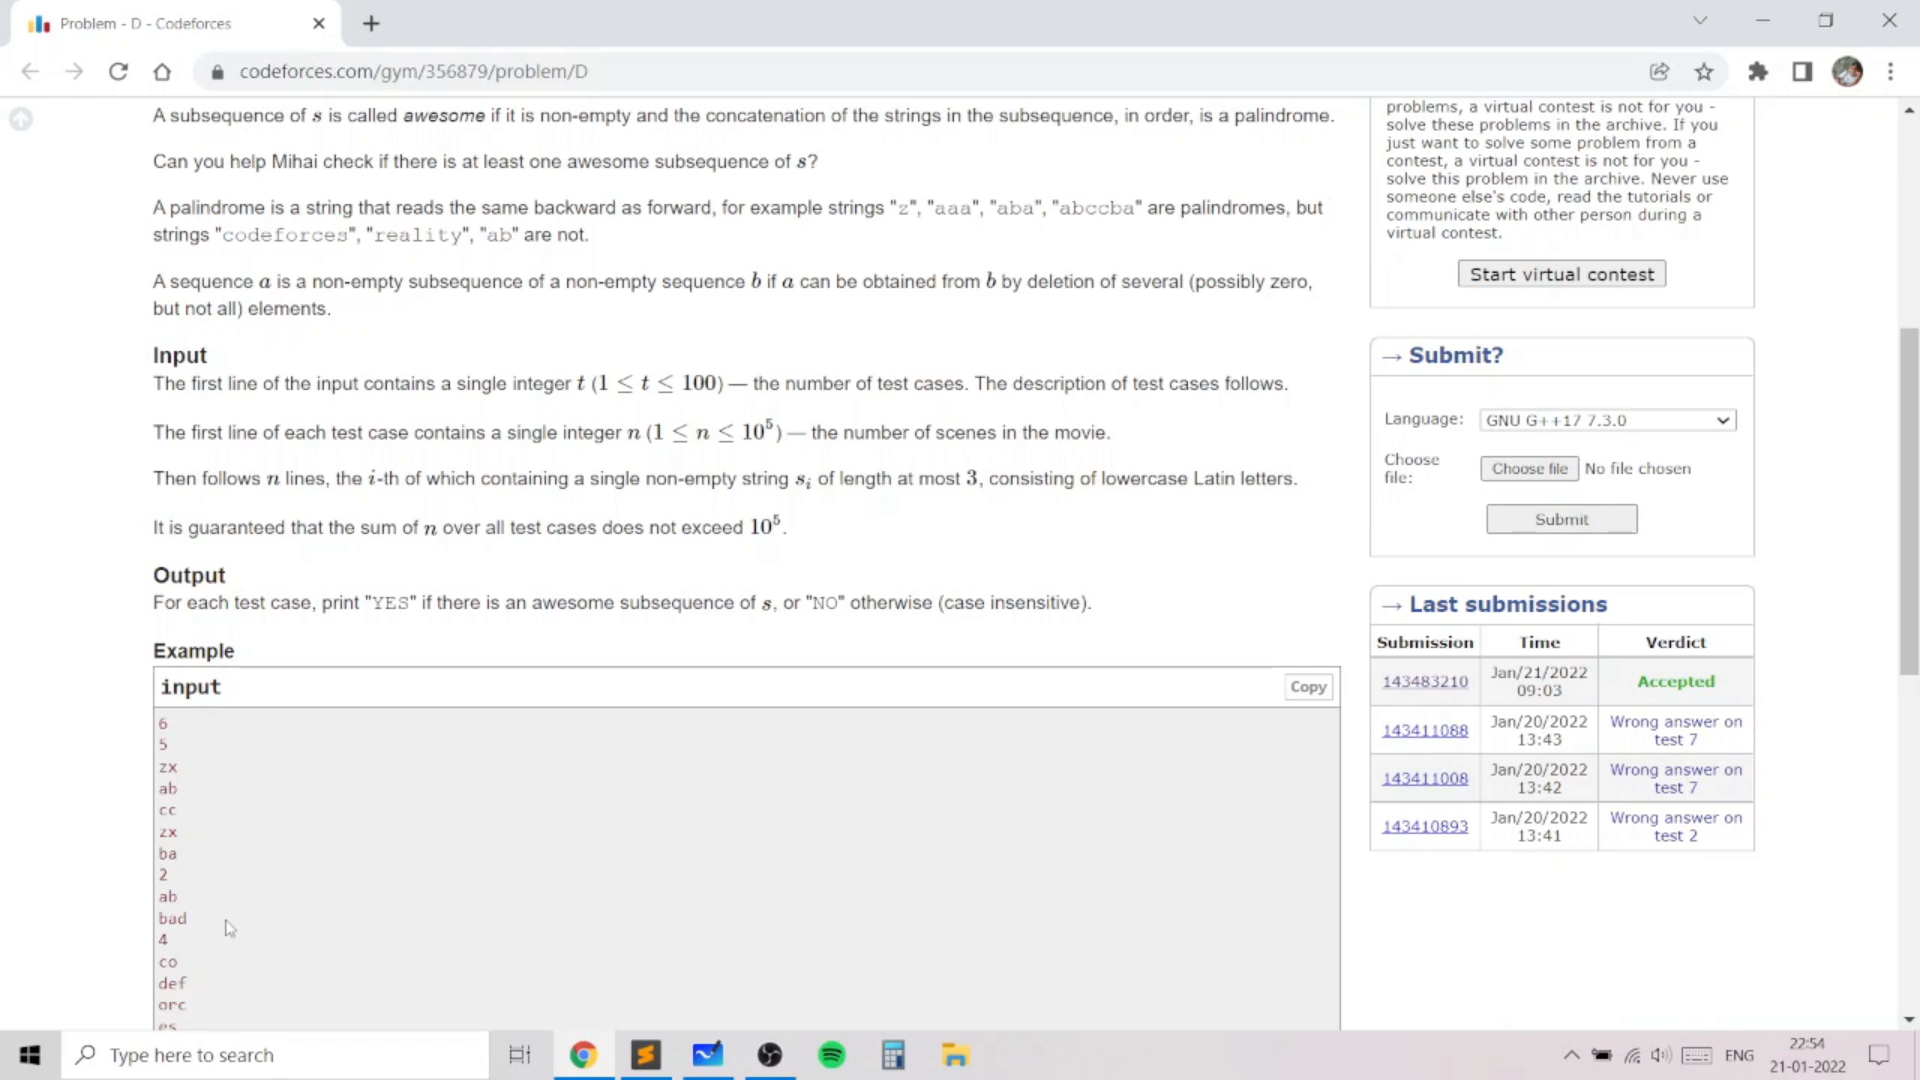 Problem - D - Codeforces
codeforces.com/gym/356879/problem/D
A subsequence of s is called awesome if it is non-empty and the concatenation of the strings in the subsequence, in order, is a palindrome.
Can you help Mihai check if there is at least one awesome subsequence of s?
A palindrome is a string that reads the same backward as forward, for example strings "z", "aaa", "aba", "abccba" are palindromes, but
strings "codeforces", "reality", "ab" are not.
A sequence a is a non-empty subsequence of a non-empty sequence b if a can be obtained from b by deletion of several (possibly zero,
but not all) elements.
Input
The first line of the input contains a single integer t (1 ≤ t ≤ 100) — the number of test cases. The description of test cases follows.
The first line of each test case contains a single integer n (1 ≤ n ≤ 10⁵) — the number of scenes in the movie.
Then follows n lines, the i-th of which containing a single non-empty string sᵢ of length at most 3, consisting of lowercase Latin letters.
It is guaranteed that the sum of n over all test cases does not exceed 10⁵.
Output
For each test case, print "YES" if there is an awesome subsequence of s, or "NO" otherwise (case insensitive).
Example
input
Copy
6
5
zx
ab
cc
zx
ba
2
ab
bad
4
co
def
orc
es
problems, a virtual contest is not for you -
solve these problems in the archive. If you
just want to solve some problem from a
contest, a virtual contest is not for you -
solve this problem in the archive. Never use
someone else's code, read the tutorials or
communicate with other person during a
virtual contest.
Start virtual contest
→ Submit?
Language: GNU G++17 7.3.0
Choose
file: Choose file No file chosen
Submit
→ Last submissions
Submission Time Verdict
143483210 Jan/21/2022 09:03 Accepted
143411088 Jan/20/2022 13:43 Wrong answer on test 7
143411008 Jan/20/2022 13:42 Wrong answer on test 7
143410893 Jan/20/2022 13:41 Wrong answer on test 2
Type here to search
ENG
22:54
21-01-2022